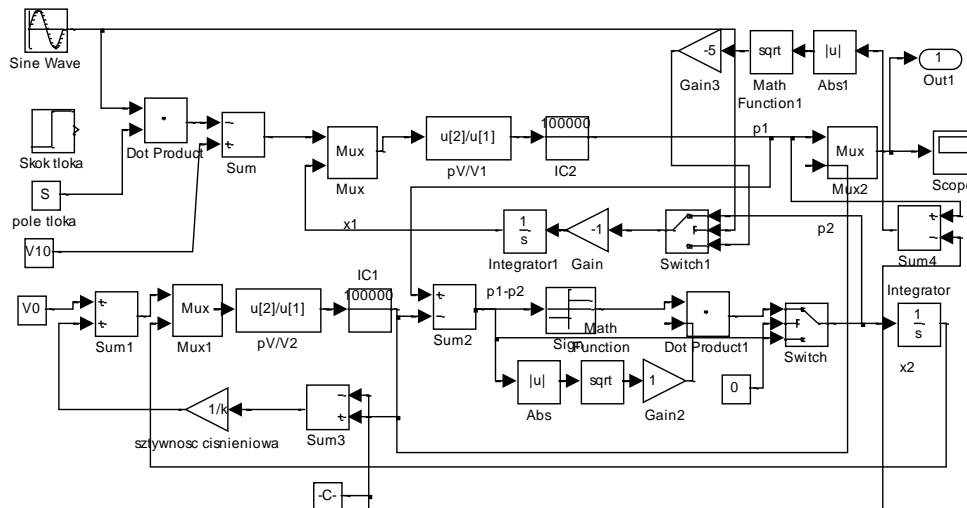 Sine Wave
Skok tloka
Dot Product
S
pole tloka
V10
Sum
Mux
Mux
u[2]/u[1]
pV/V1
100000
IC2
-5
Gain3
sqrt
Math
Function1
|u|
Abs1
1
Out1
p1
Mux
Mux2
Scope
Sum4
p2
x1
1
s
Integrator1
-1
Gain
Switch1
V0
Sum1
Mux
Mux1
u[2]/u[1]
pV/V2
IC1
100000
Sum2
p1-p2
Sign
Math
Function
Dot Product1
Switch
Integrator
1
s
x2
|u|
Abs
sqrt
1
Gain2
0
1/k
sztywnosc cisnieniowa
Sum3
-C-